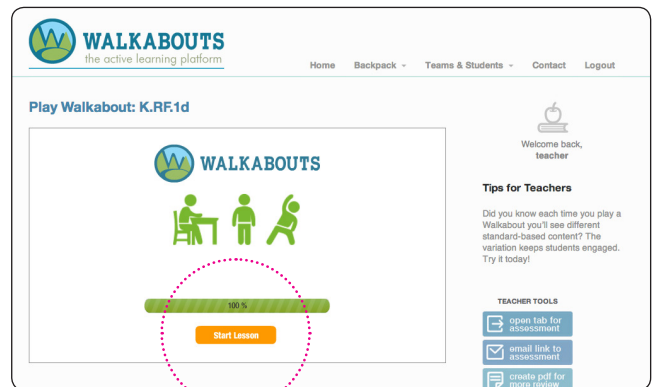 WALKABOUTS
the active learning platform
Home Backpack Teams & Students Contact Logout
Play Walkabout: K.RF.1d
WALKABOUTS
100 %
Start Lesson
Welcome back,
teacher
Tips for Teachers
Did you know each time you play a
Walkabout you'll see different
standard-based content? The
variation keeps students engaged.
Try it today!
TEACHER TOOLS
open tab for
assessment
email link to
assessment
create pdf for
more review